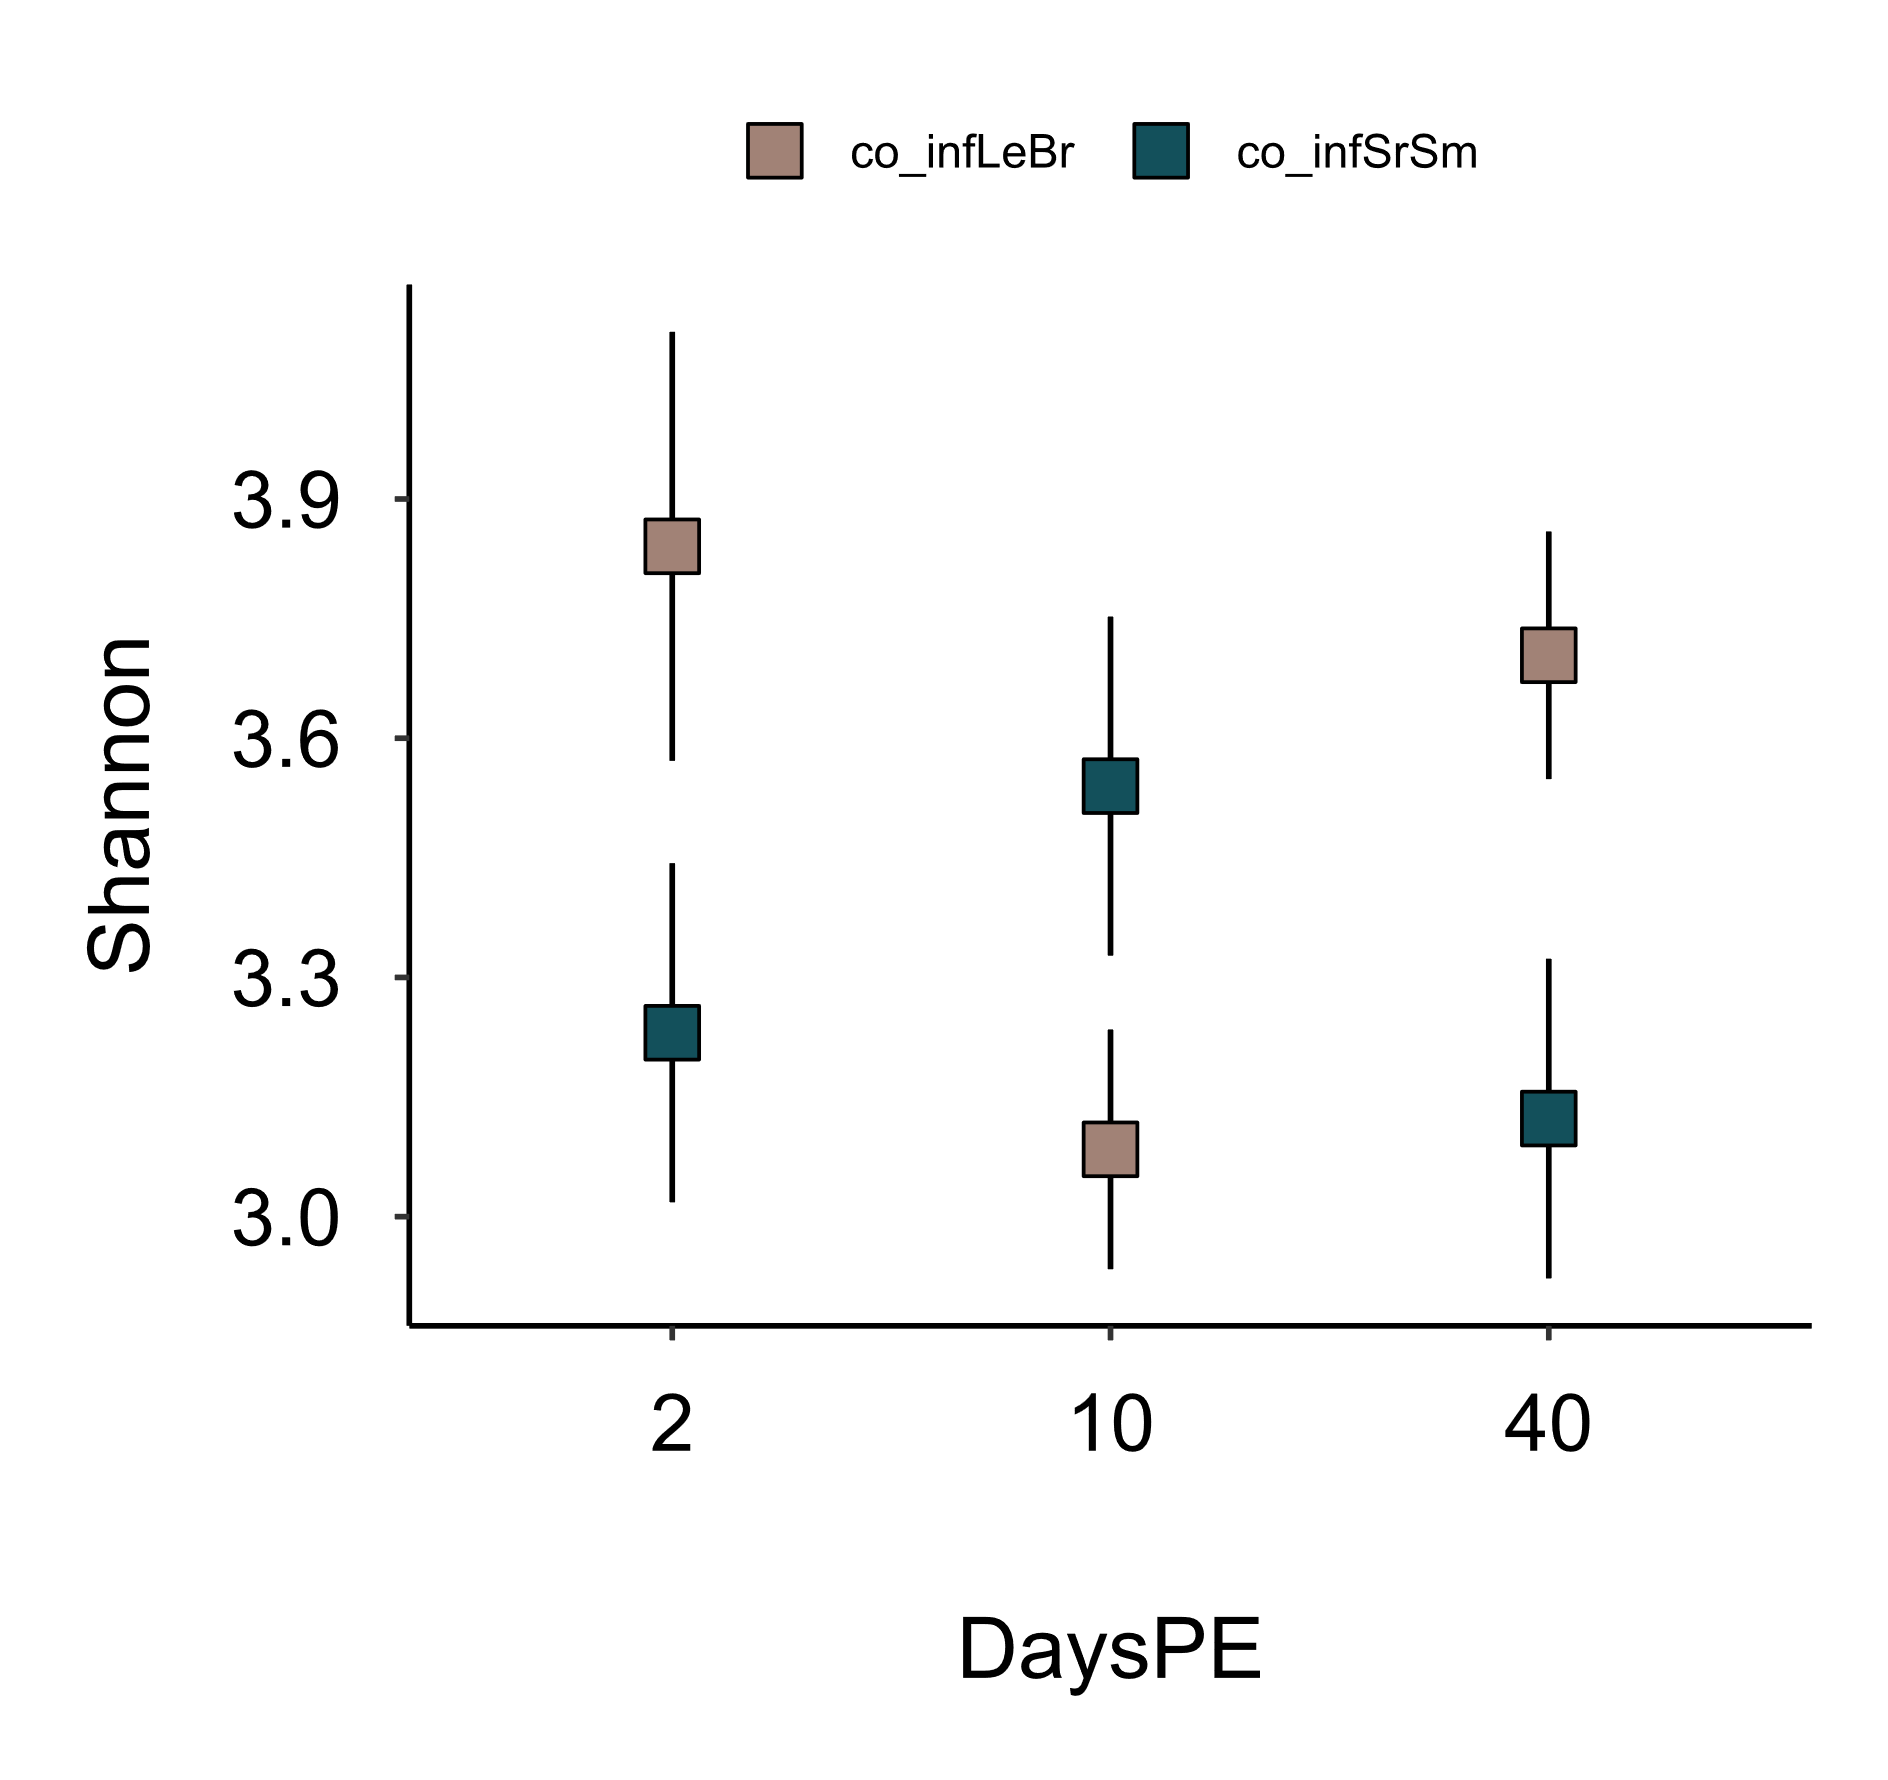 co_infLeBr co_infSrSm
3.9
3.6
3.3
3.0
Shannon
2 10 40
DaysPE